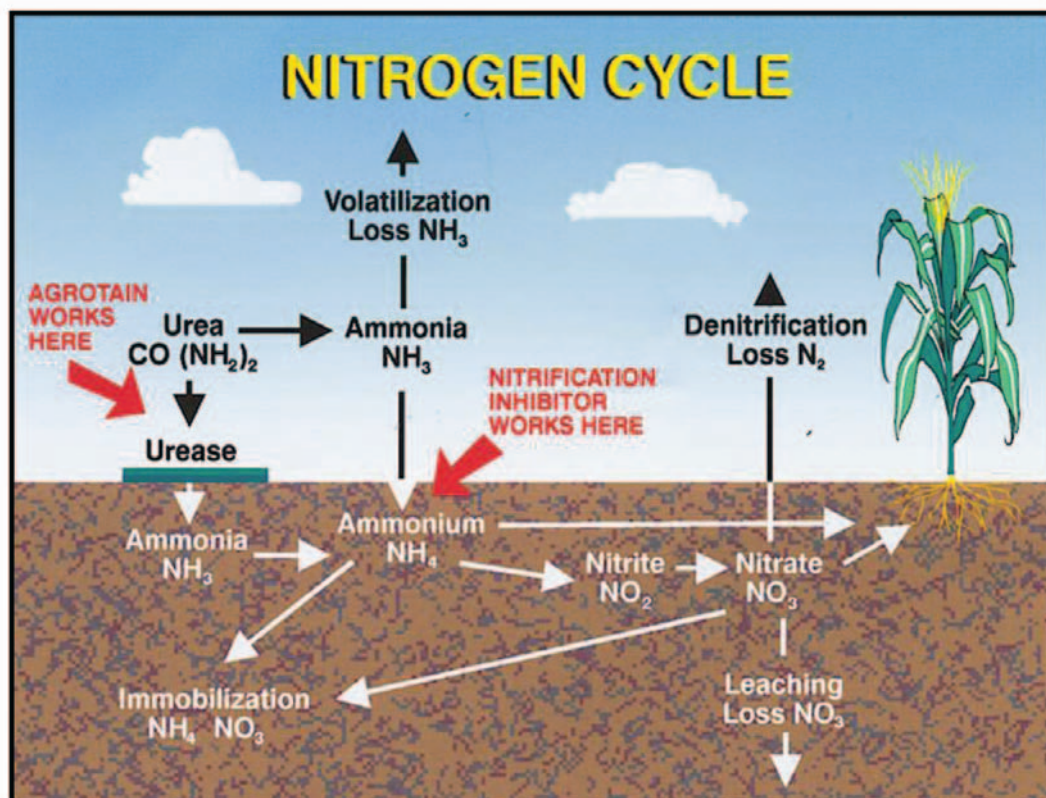 NITROGEN CYCLE
Volatilization
Loss NH₃
AGROTAIN
WORKS
HERE
Urea
CO (NH₂)₂
Ammonia
NH₃
Denitrification
Loss N₂
NITRIFICATION
INHIBITOR
WORKS HERE
Urease
Ammonia
NH₃
Ammonium
NH₄
Nitrite
NO₂
Nitrate
NO₃
Immobilization
NH₄ NO₃
Leaching
Loss NO₃